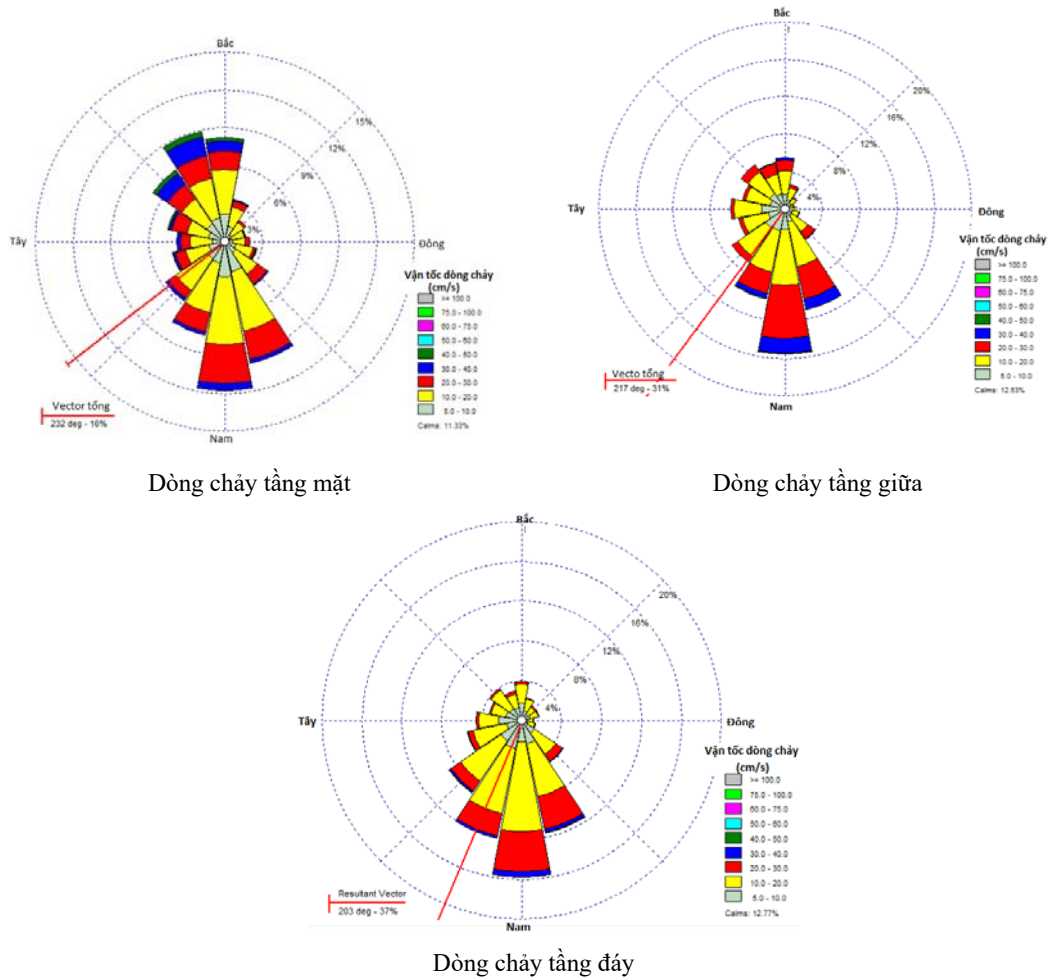 Bắc
15%
12%
9%
6%
3%
Tây
Đông
Vận tốc dòng chảy
(cm/s)
>= 100.0
75.0 - 100.0
60.0 - 75.0
50.0 - 60.0
40.0 - 50.0
30.0 - 40.0
20.0 - 30.0
10.0 - 20.0
5.0 - 10.0
Calms: 11.33%
Vector tổng
232 deg - 16%
Nam
Dòng chảy tầng mặt
Bắc
20%
16%
12%
8%
4%
Tây
Đông
Vận tốc dòng chảy
(cm/s)
>= 100.0
75.0 - 100.0
60.0 - 75.0
50.0 - 60.0
40.0 - 50.0
30.0 - 40.0
20.0 - 30.0
10.0 - 20.0
5.0 - 10.0
Calms: 12.53%
Vecto tổng
217 deg - 31%
Nam
Dòng chảy tầng giữa
Bắc
20%
16%
12%
8%
4%
Tây
Đông
Vận tốc dòng chảy
(cm/s)
>= 100.0
75.0 - 100.0
60.0 - 75.0
50.0 - 60.0
40.0 - 50.0
30.0 - 40.0
20.0 - 30.0
10.0 - 20.0
5.0 - 10.0
Calms: 12.77%
Resultant Vector
203 deg - 37%
Nam
Dòng chảy tầng đáy